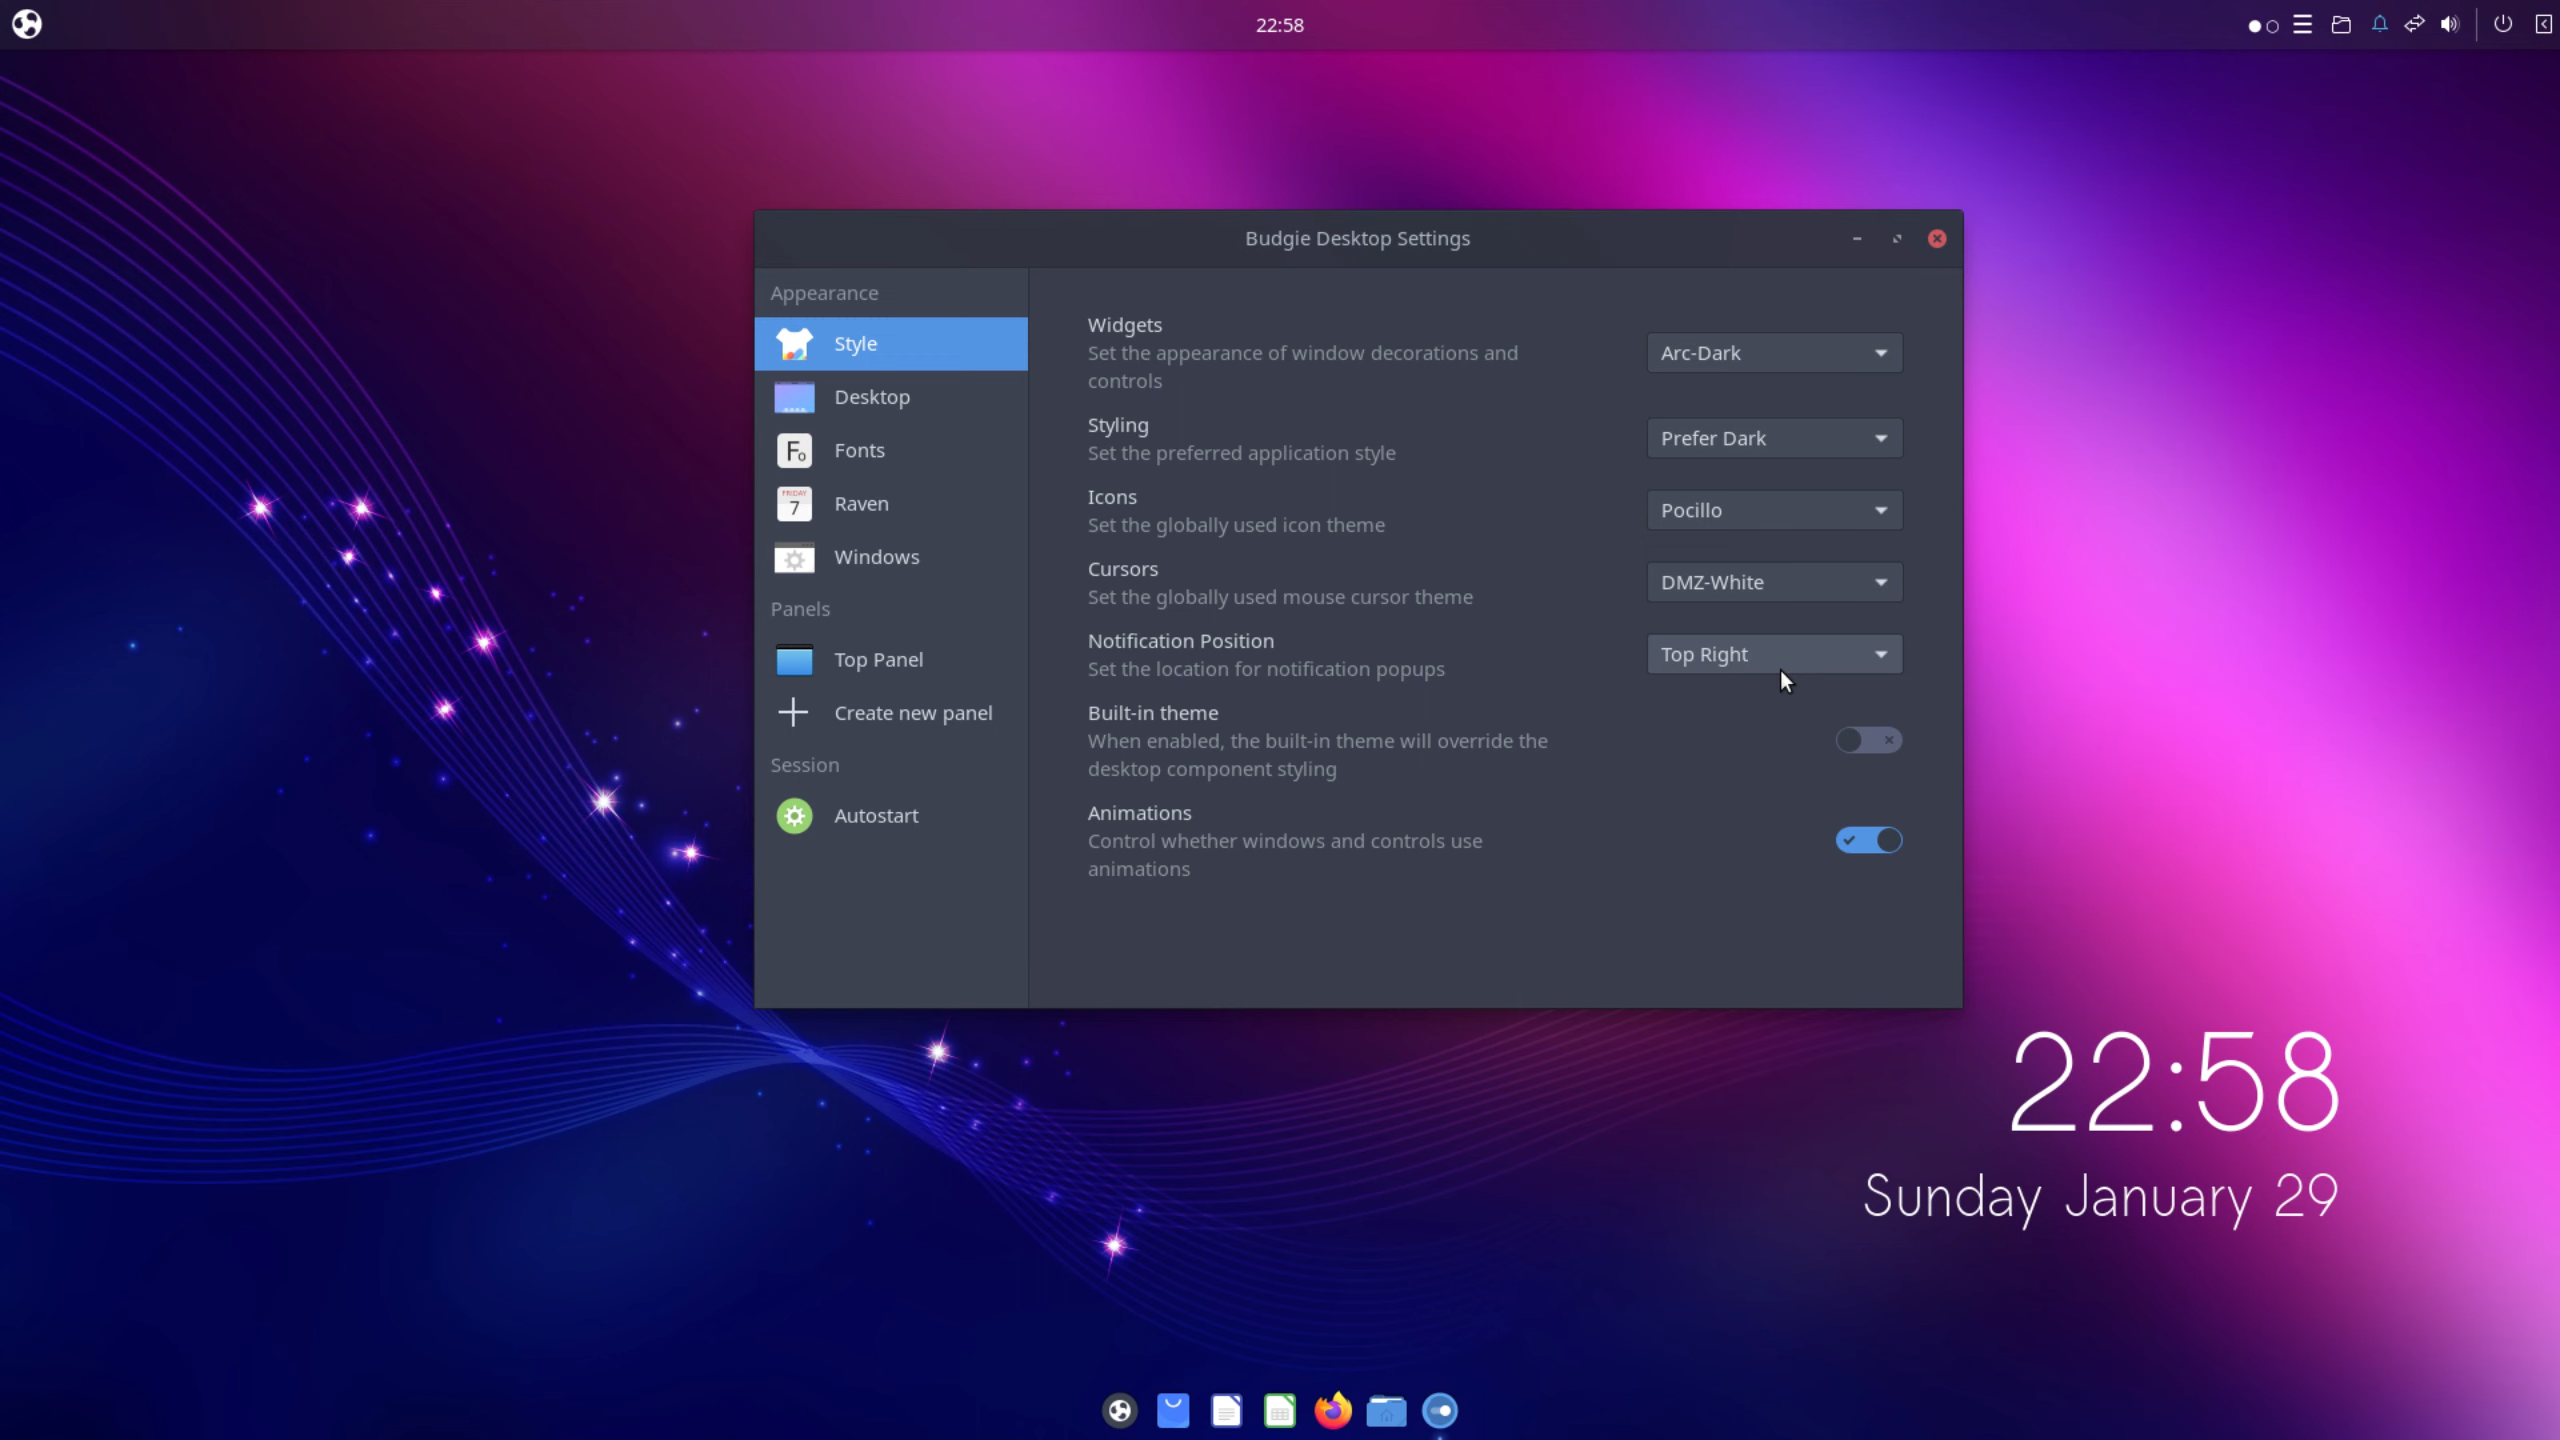 22:58
Budgie Desktop Settings
Appearance
Style
Desktop
Fonts
FRIDAY
7
Raven
Windows
Panels
Top Panel
Create new panel
Session
Autostart
Widgets
Set the appearance of window decorations and
controls
Arc-Dark
Styling
Set the preferred application style
Prefer Dark
Icons
Set the globally used icon theme
Pocillo
Cursors
Set the globally used mouse cursor theme
DMZ-White
Notification Position
Set the location for notification popups
Top Right
Built-in theme
When enabled, the built-in theme will override the
desktop component styling
Animations
Control whether windows and controls use
animations
22:58
Sunday January 29